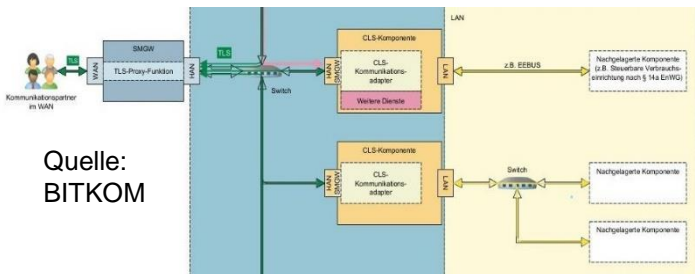 LAN
SMGW
TLS-Proxy-Funktion
WAN
HAN
TLS
TLS
Kommunikationspartner
im WAN
Switch
CLS-Komponente
CLS-
Kommunikations-
adapter
Weitere Dienste
HAN
SMGW
LAN
z.B. EEBUS
Nachgelagerte Komponente
(z.B. Steuerbare Verbrauchs-
einrichtung nach § 14a EnWG)
Quelle:
BITKOM
CLS-Komponente
CLS-
Kommunikations-
adapter
HAN
SMGW
LAN
Switch
Nachgelagerte Komponente
Nachgelagerte Komponente